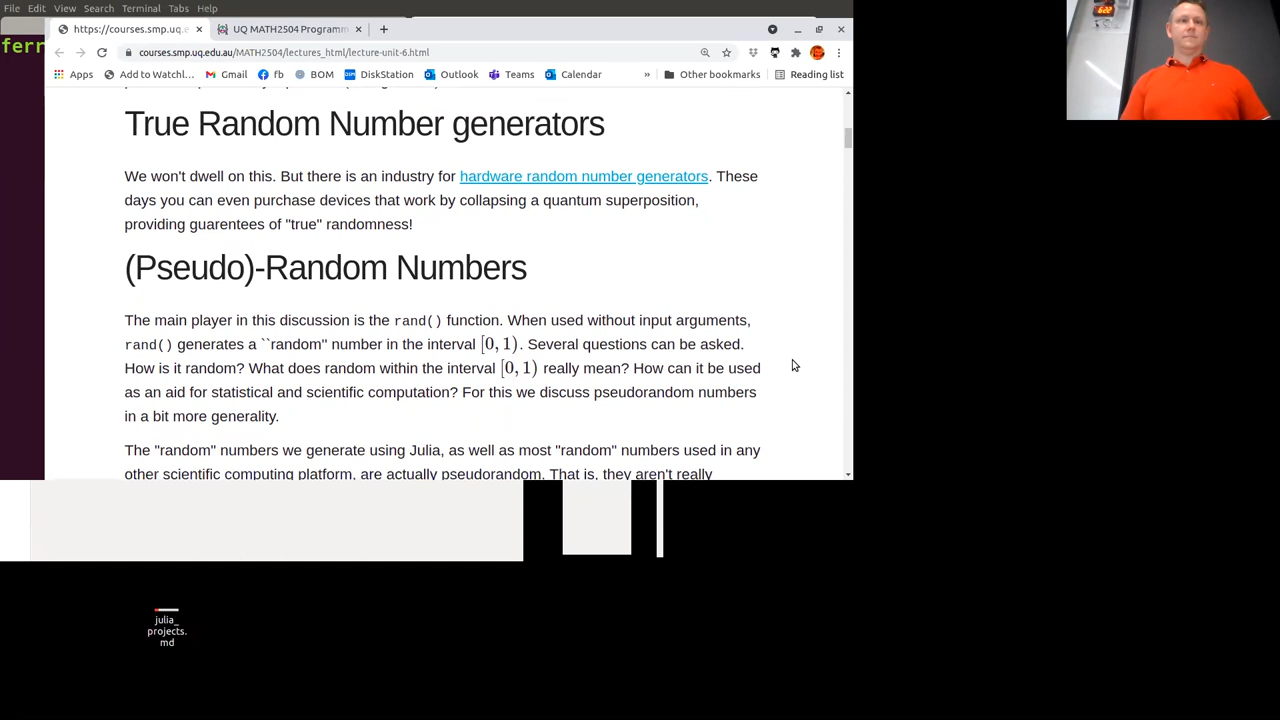 File Edit View Search Terminal Tabs Help
https://courses.smp.uq.e
UQ MATH2504 Programm
ferr
courses.smp.uq.edu.au/MATH2504/lectures_html/lecture-unit-6.html
Apps Add to Watchl... Gmail fb BOM DiskStation Outlook Teams Calendar » Other bookmarks Reading list
True Random Number generators
We won't dwell on this. But there is an industry for hardware random number generators. These
days you can even purchase devices that work by collapsing a quantum superposition,
providing guarentees of "true" randomness!
(Pseudo)-Random Numbers
The main player in this discussion is the rand() function. When used without input arguments,
rand() generates a ``random'' number in the interval [0, 1). Several questions can be asked.
How is it random? What does random within the interval [0, 1) really mean? How can it be used
as an aid for statistical and scientific computation? For this we discuss pseudorandom numbers
in a bit more generality.
The "random" numbers we generate using Julia, as well as most "random" numbers used in any
other scientific computing platform, are actually pseudorandom. That is, they aren't really
julia_
projects.
md